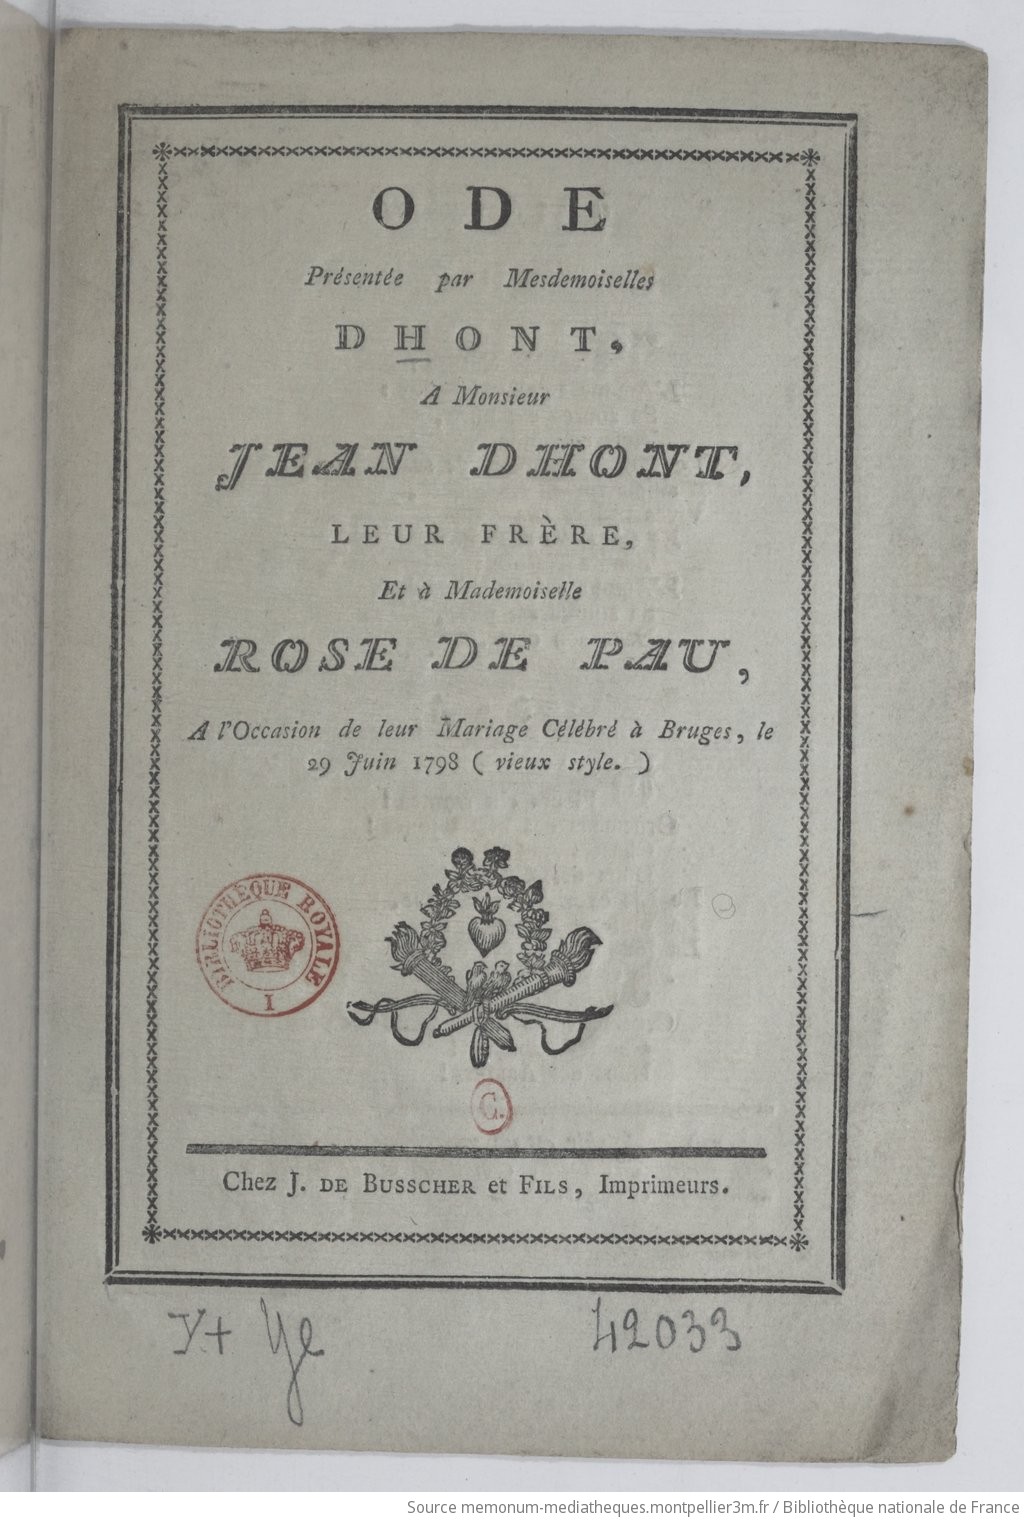 ODE
Présentée par Mesdemoiselles
DHONT,
A Monsieur
JEAN DHONT,
LEUR FRÈRE,
Et à Mademoiselle
ROSE DE PAU,
A l'Occasion de leur Mariage Célébré à Bruges, le
29 Juin 1798 ( vieux style. )
BIBLIOTHÈQUE ROYALE
I
C.
Chez J. DE BUSSCHER et FILS, Imprimeurs.
Y+ Ye 42033
Source memonum-mediatheques.montpellier3m.fr / Bibliothèque nationale de France